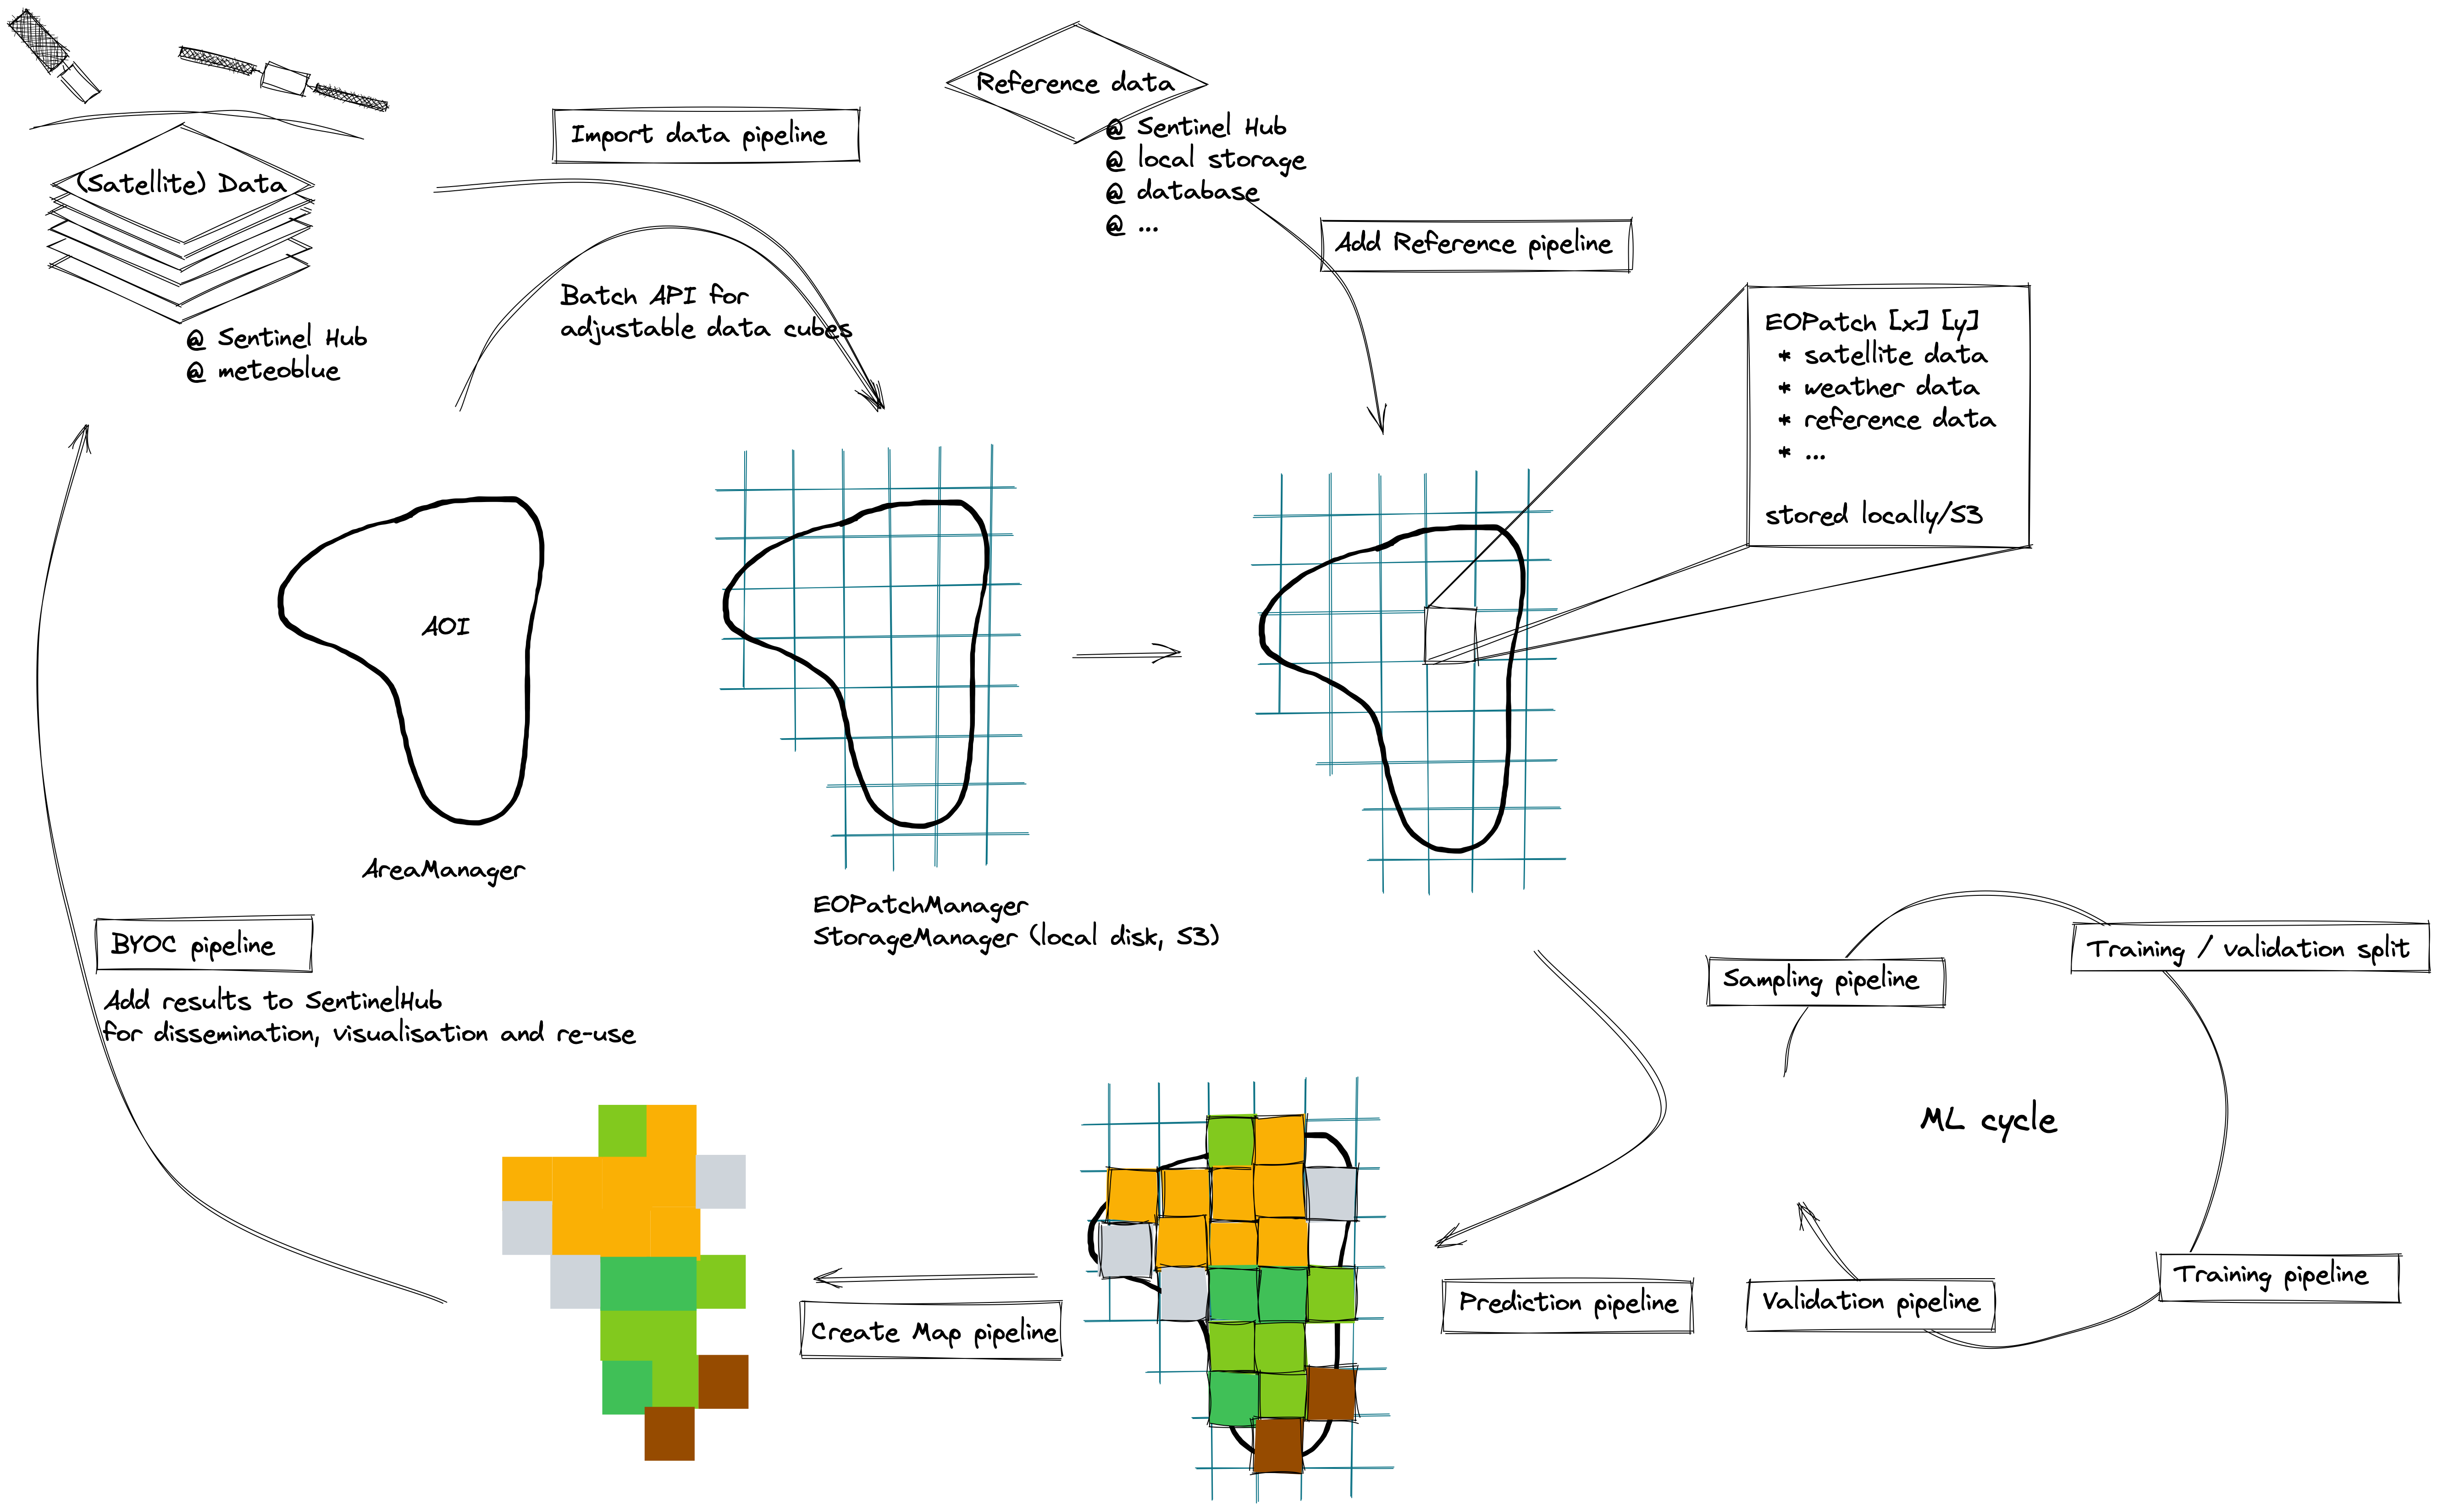 (Satellite) Data
@ Sentinel Hub
@ meteoblue
Import data pipeline
Batch API for
adjustable data cubes
Reference data
@ Sentinel Hub
@ local storage
@ database
@ ...
Add Reference pipeline
EOPatch [x] [y]
* satellite data
* weather data
* reference data
* ...
stored locally/S3
AOI
AreaManager
EOPatchManager
StorageManager (local disk, S3)
BYOC pipeline
Add results to SentinelHub
for dissemination, visualisation and re-use
Sampling pipeline
Training / validation split
ML cycle
Training pipeline
Validation pipeline
Prediction pipeline
Create Map pipeline